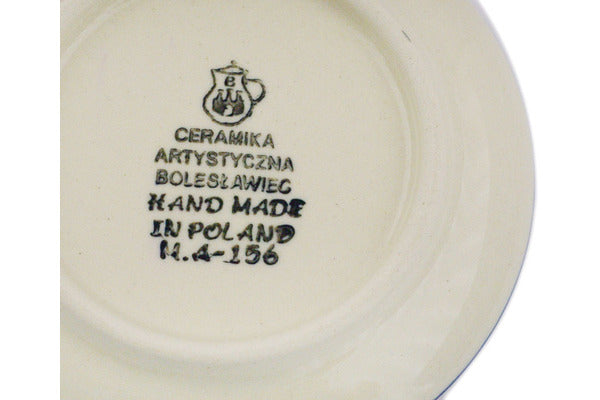 B
CERAMIKA
ARTYSTYCZNA
BOLESŁAWIEC
HAND MADE
IN POLAND
M.A-156